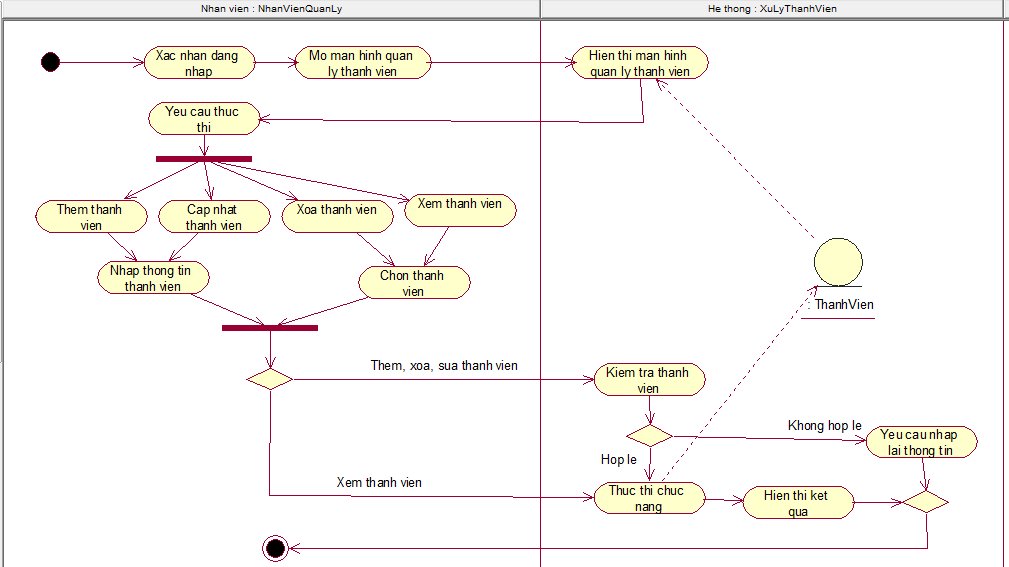 Nhan vien : NhanVienQuanLy
He thong : XuLyThanhVien
Xac nhan dang
nhap
Mo man hinh quan
ly thanh vien
Hien thi man hinh
quan ly thanh vien
Yeu cau thuc
thi
Them thanh
vien
Cap nhat
thanh vien
Xoa thanh vien
Xem thanh vien
Nhap thong tin
thanh vien
Chon thanh
vien
: ThanhVien
Them, xoa, sua thanh vien
Kiem tra thanh
vien
Khong hop le
Yeu cau nhap
lai thong tin
Hop le
Xem thanh vien
Thuc thi chuc
nang
Hien thi ket
qua